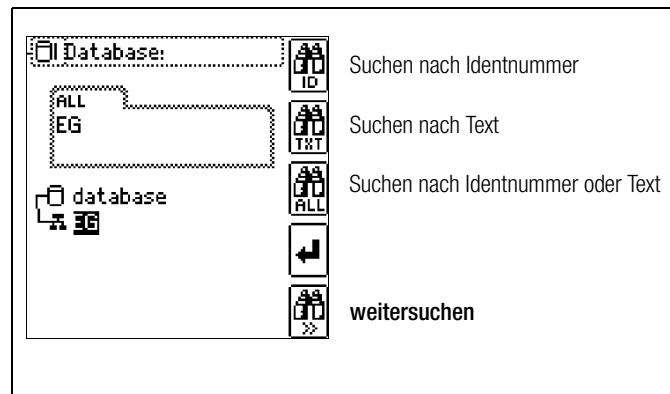 Database:
ID
Suchen nach Identnummer
ALL
EG
TXT
Suchen nach Text
ALL
Suchen nach Identnummer oder Text
database
EG
>>
weitersuchen